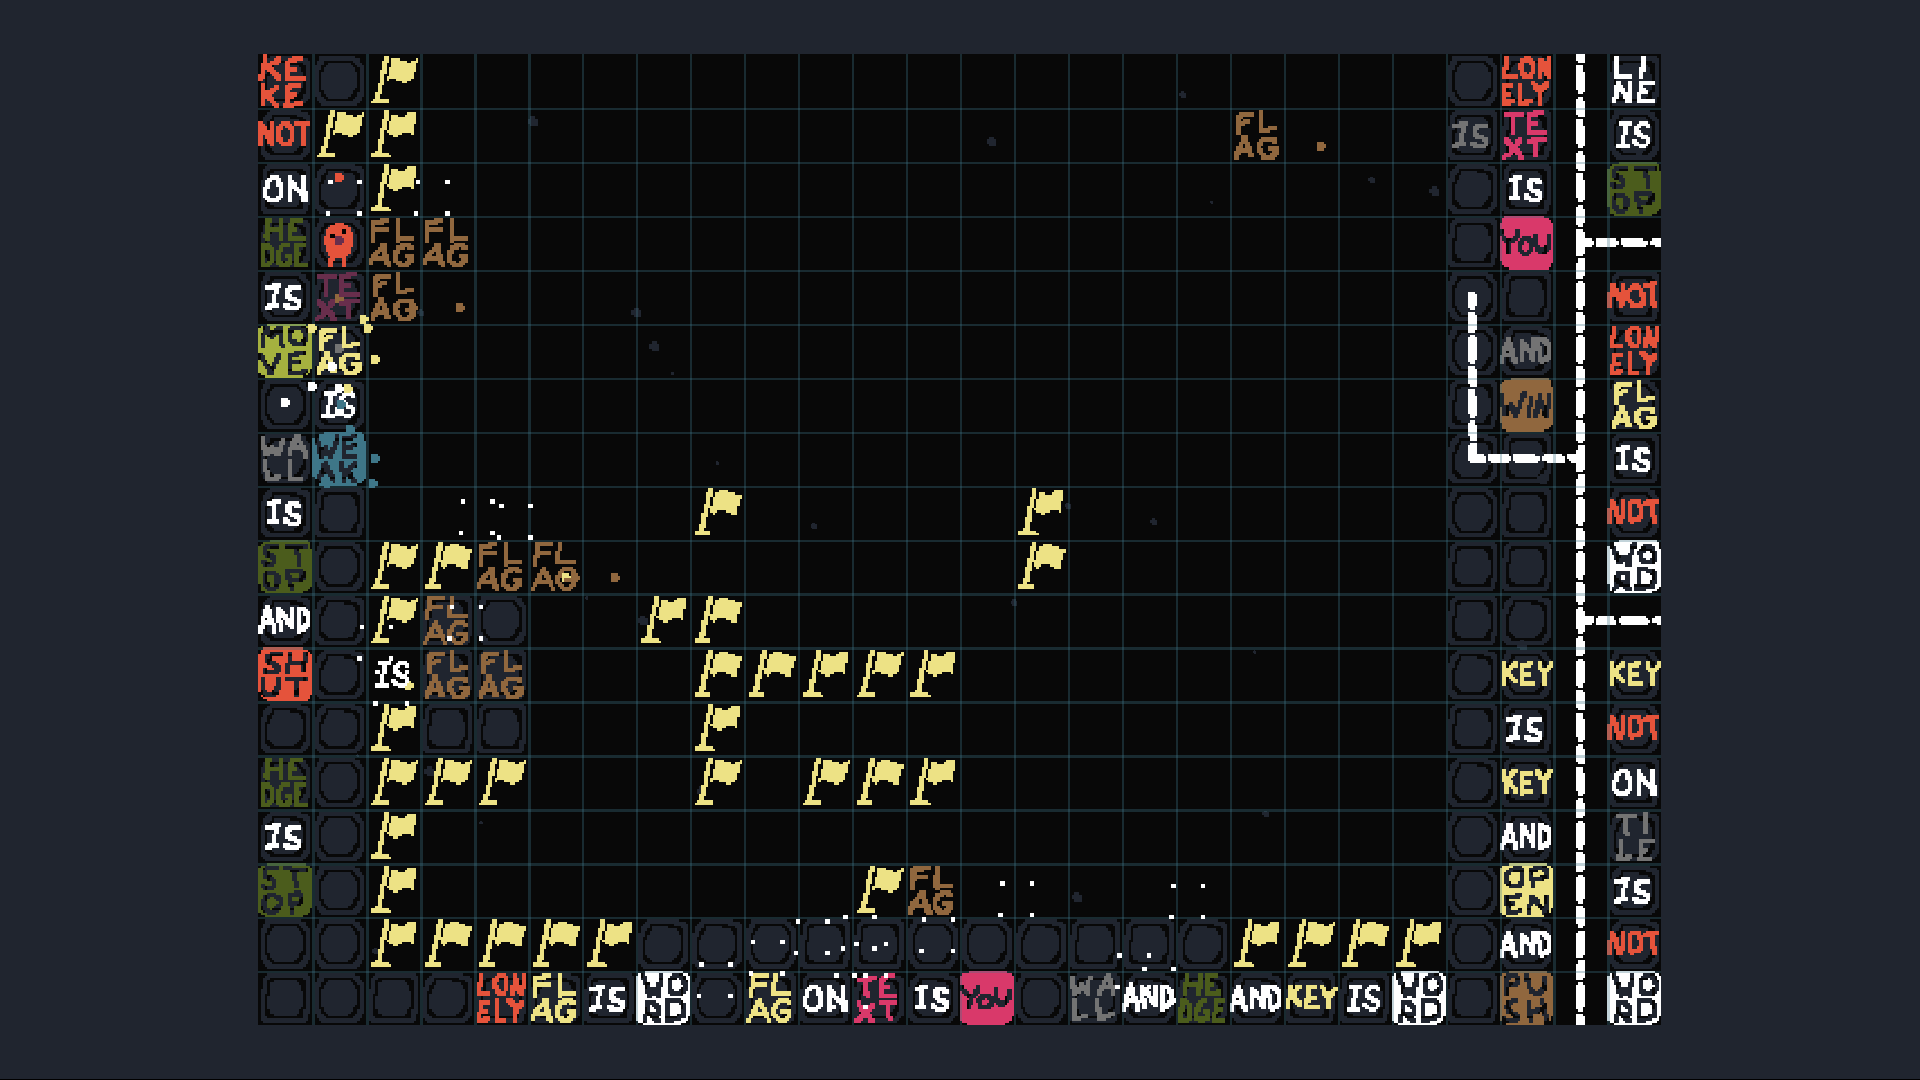 KEKE LONELY LINE
NOT FLAG IS TEXT IS
ON IS STOP
HEDGE FLAG FLAG YOU
IS TEXT FLAG NOT
MOVE FLAG AND LONELY
IS WIN FLAG
WALL WEAK IS
IS NOT
STOP FLAG FLAG WORD
AND FLAG
SHUT IS FLAG FLAG KEY KEY
IS NOT
HEDGE KEY ON
IS AND TILE
STOP FLAG OPEN IS
AND NOT
LONELY FLAG IS WORD FLAG ON TEXT IS YOU WALL AND HEDGE AND KEY IS WORD PUSH WORD